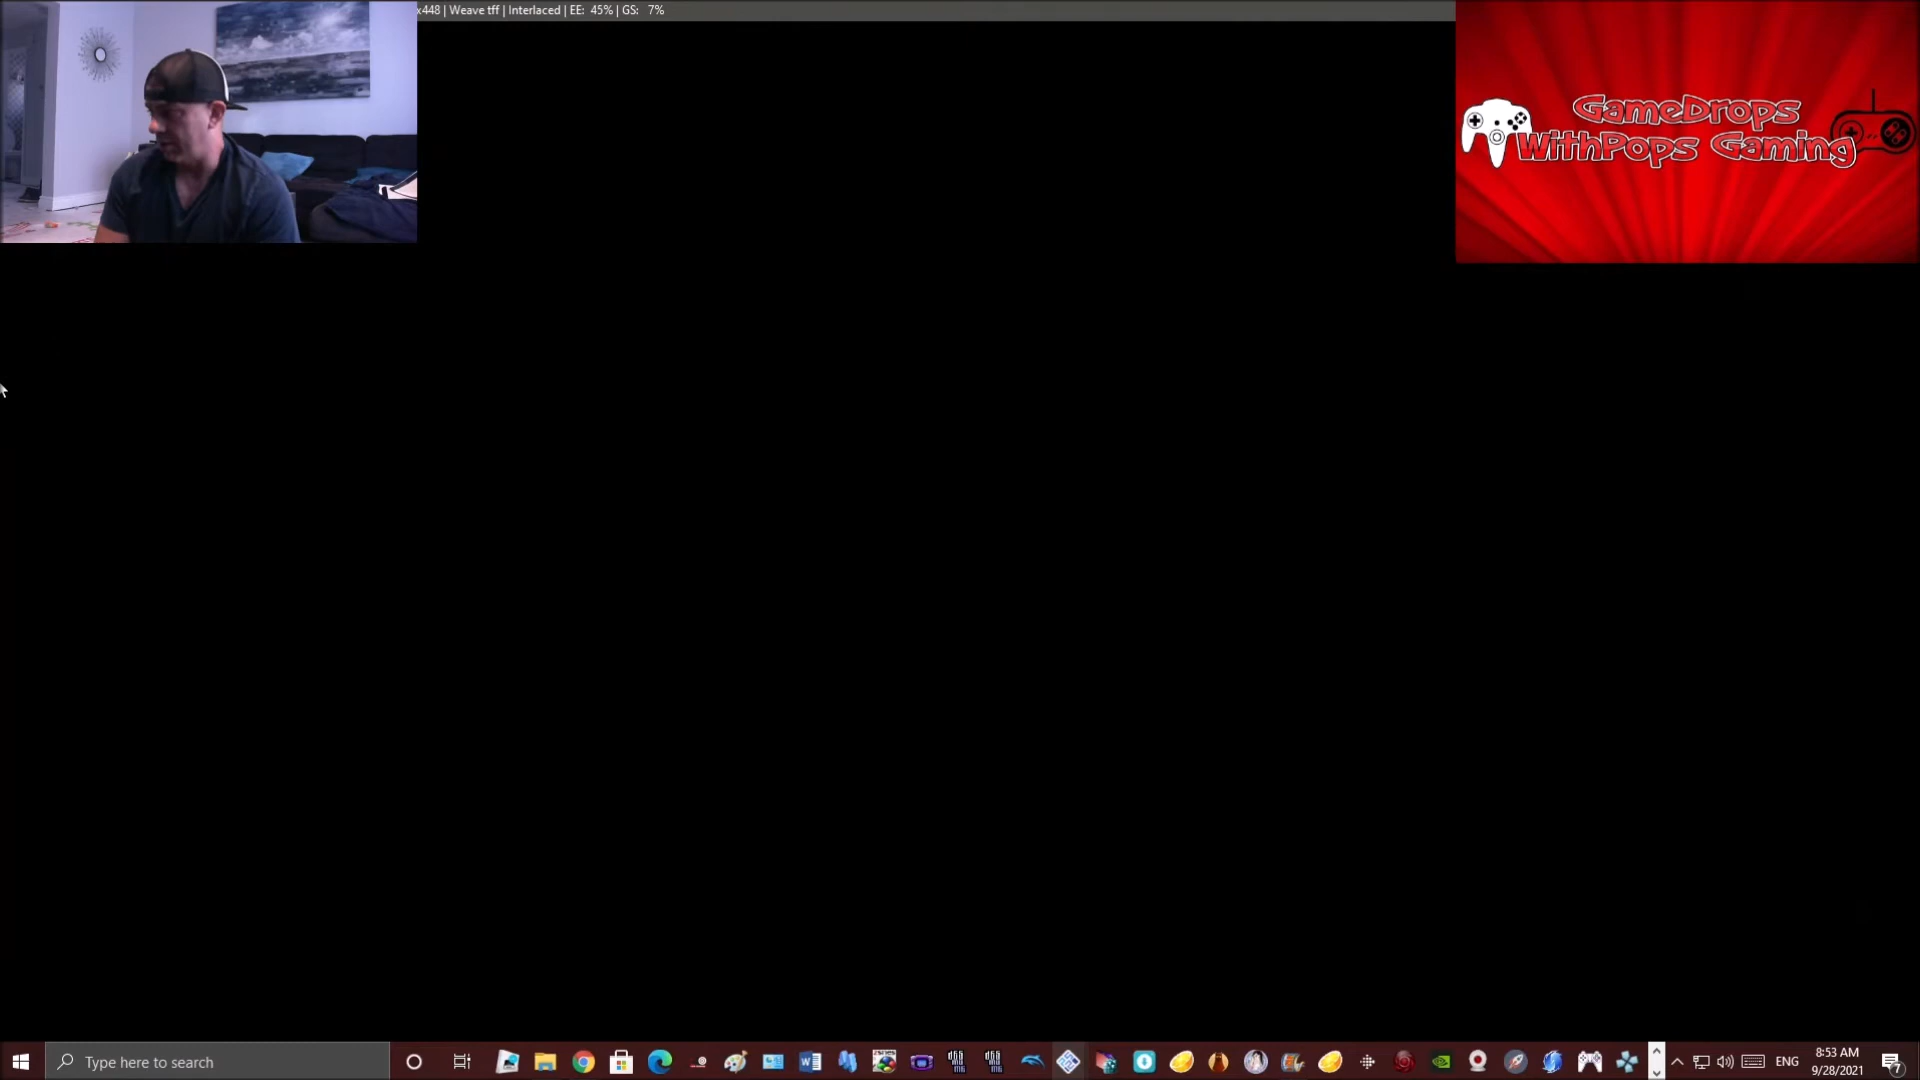 x448 | Weave tff | Interlaced | EE: 45% | GS: 7%
GameDrops
WithPops Gaming
Type here to search
ENG
8:53 AM
9/28/2021
7